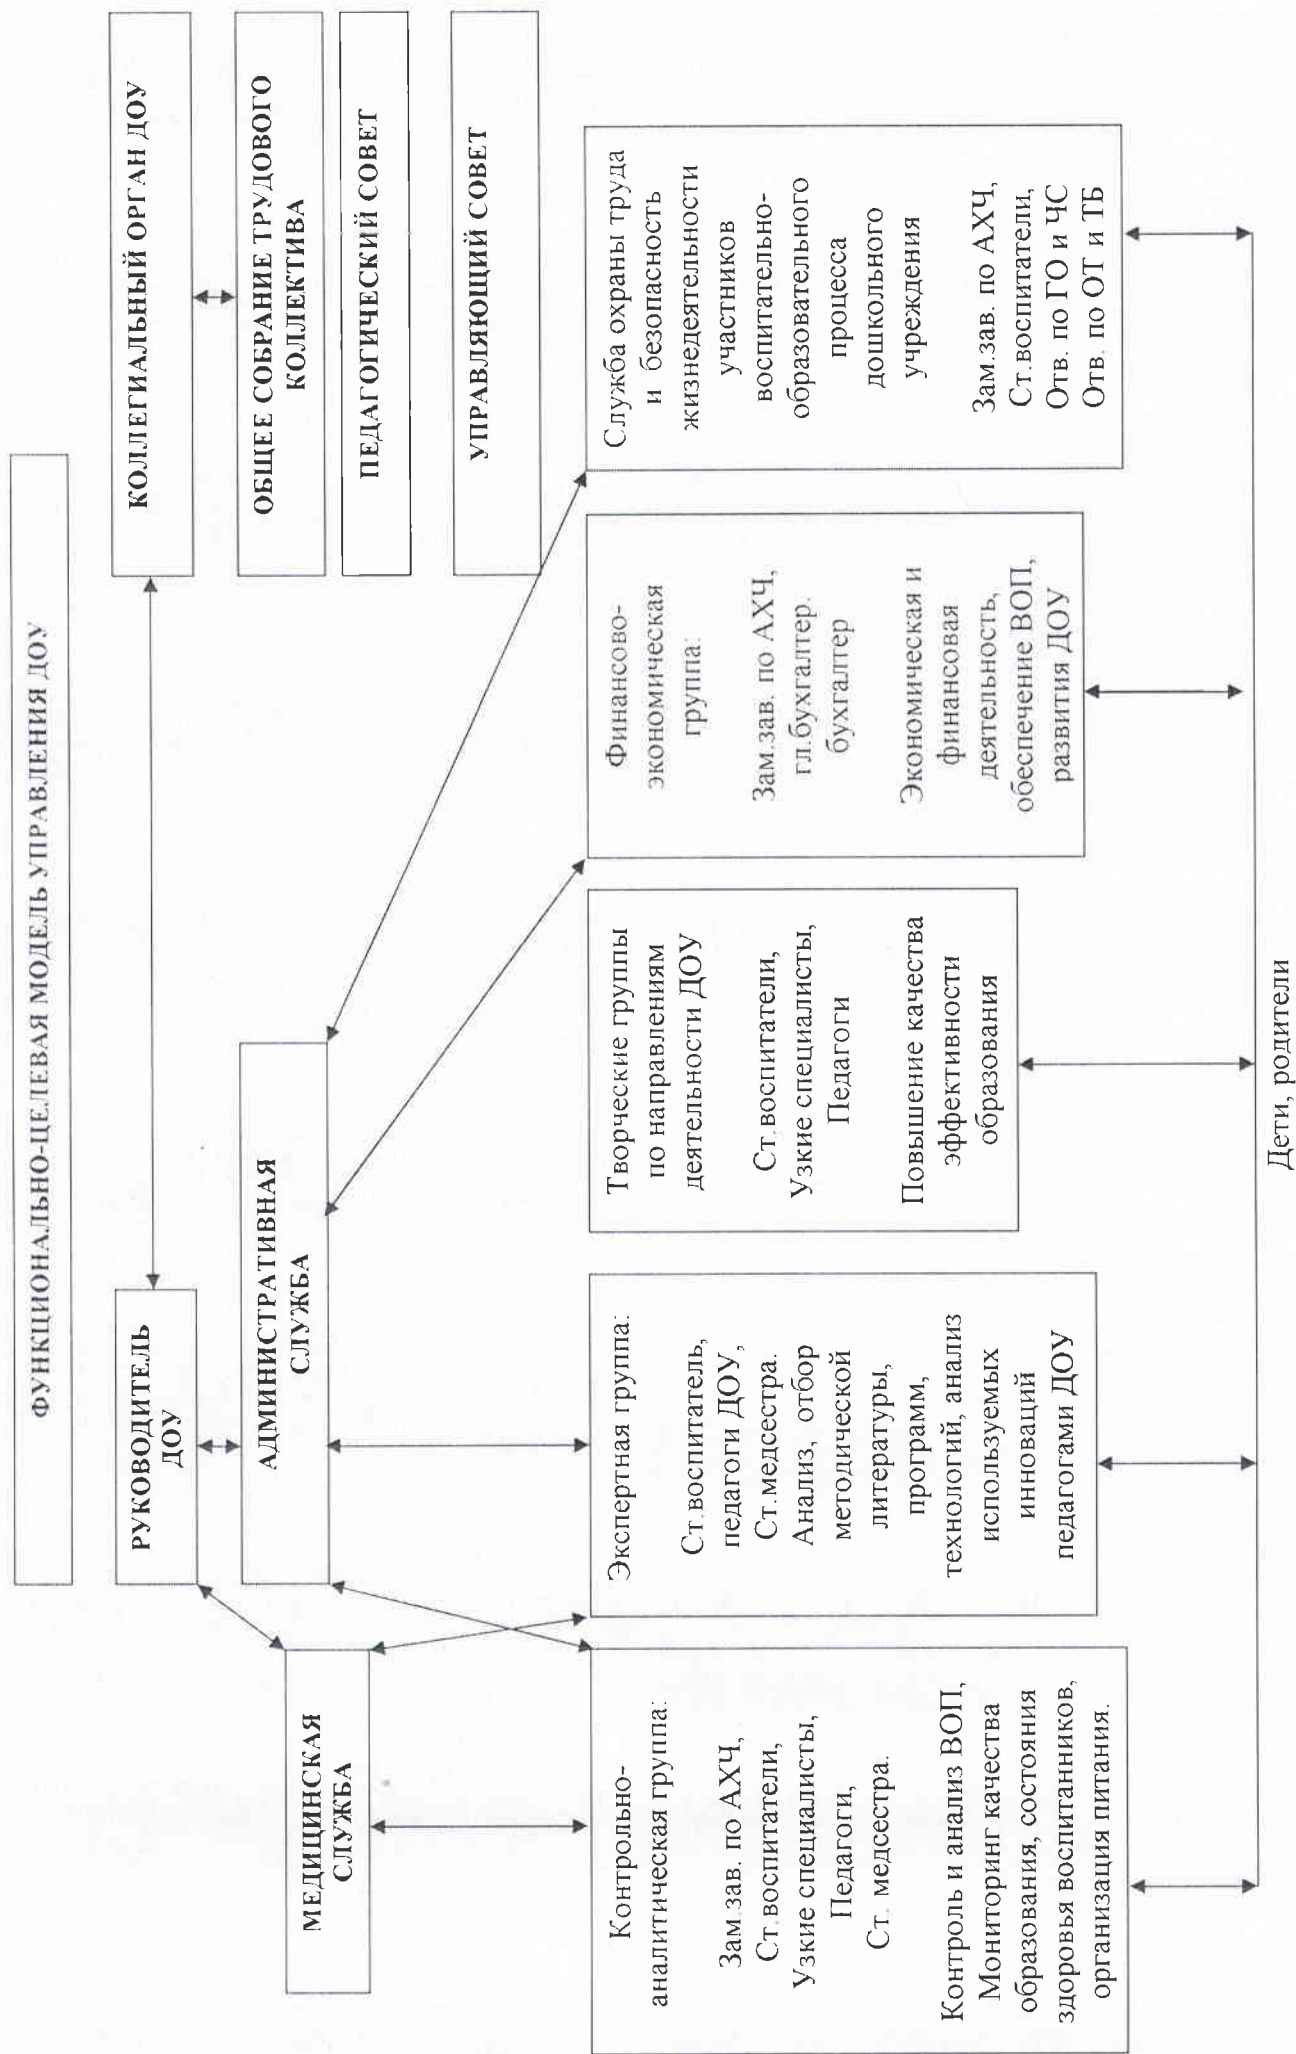 ФУНКЦИОНАЛЬНО-ЦЕЛЕВАЯ МОДЕЛЬ УПРАВЛЕНИЯ ДОУ
РУКОВОДИТЕЛЬ
ДОУ
КОЛЛЕГИАЛЬНЫЙ ОРГАН ДОУ
МЕДИЦИНСКАЯ
СЛУЖБА
АДМИНИСТРАТИВНАЯ
СЛУЖБА
ОБЩЕЕ СОБРАНИЕ ТРУДОВОГО
КОЛЛЕКТИВА
ПЕДАГОГИЧЕСКИЙ СОВЕТ
УПРАВЛЯЮЩИЙ СОВЕТ
Контрольно-
аналитическая группа:
Зам.зав. по АХЧ,
Ст.воспитатели,
Узкие специалисты,
Педагоги,
Ст. медсестра.
Контроль и анализ ВОП,
Мониторинг качества
образования, состояния
здоровья воспитанников,
организация питания.
Экспертная группа:
Ст.воспитатель,
педагоги ДОУ,
Ст.медсестра.
Анализ, отбор
методической
литературы,
программ,
технологий, анализ
используемых
инноваций
педагогами ДОУ
Творческие группы
по направлениям
деятельности ДОУ
Ст.воспитатели,
Узкие специалисты,
Педагоги
Повышение качества
эффективности
образования
Финансово-
экономическая
группа:
Зам.зав. по АХЧ,
гл.бухгалтер.
бухгалтер
Экономическая и
финансовая
деятельность,
обеспечение ВОП,
развития ДОУ
Служба охраны труда
и безопасность
жизнедеятельности
участников
воспитательно-
образовательного
процесса
дошкольного
учреждения
Зам.зав. по АХЧ,
Ст.воспитатели,
Отв. по ГО и ЧС
Отв. по ОТ и ТБ
Дети, родители